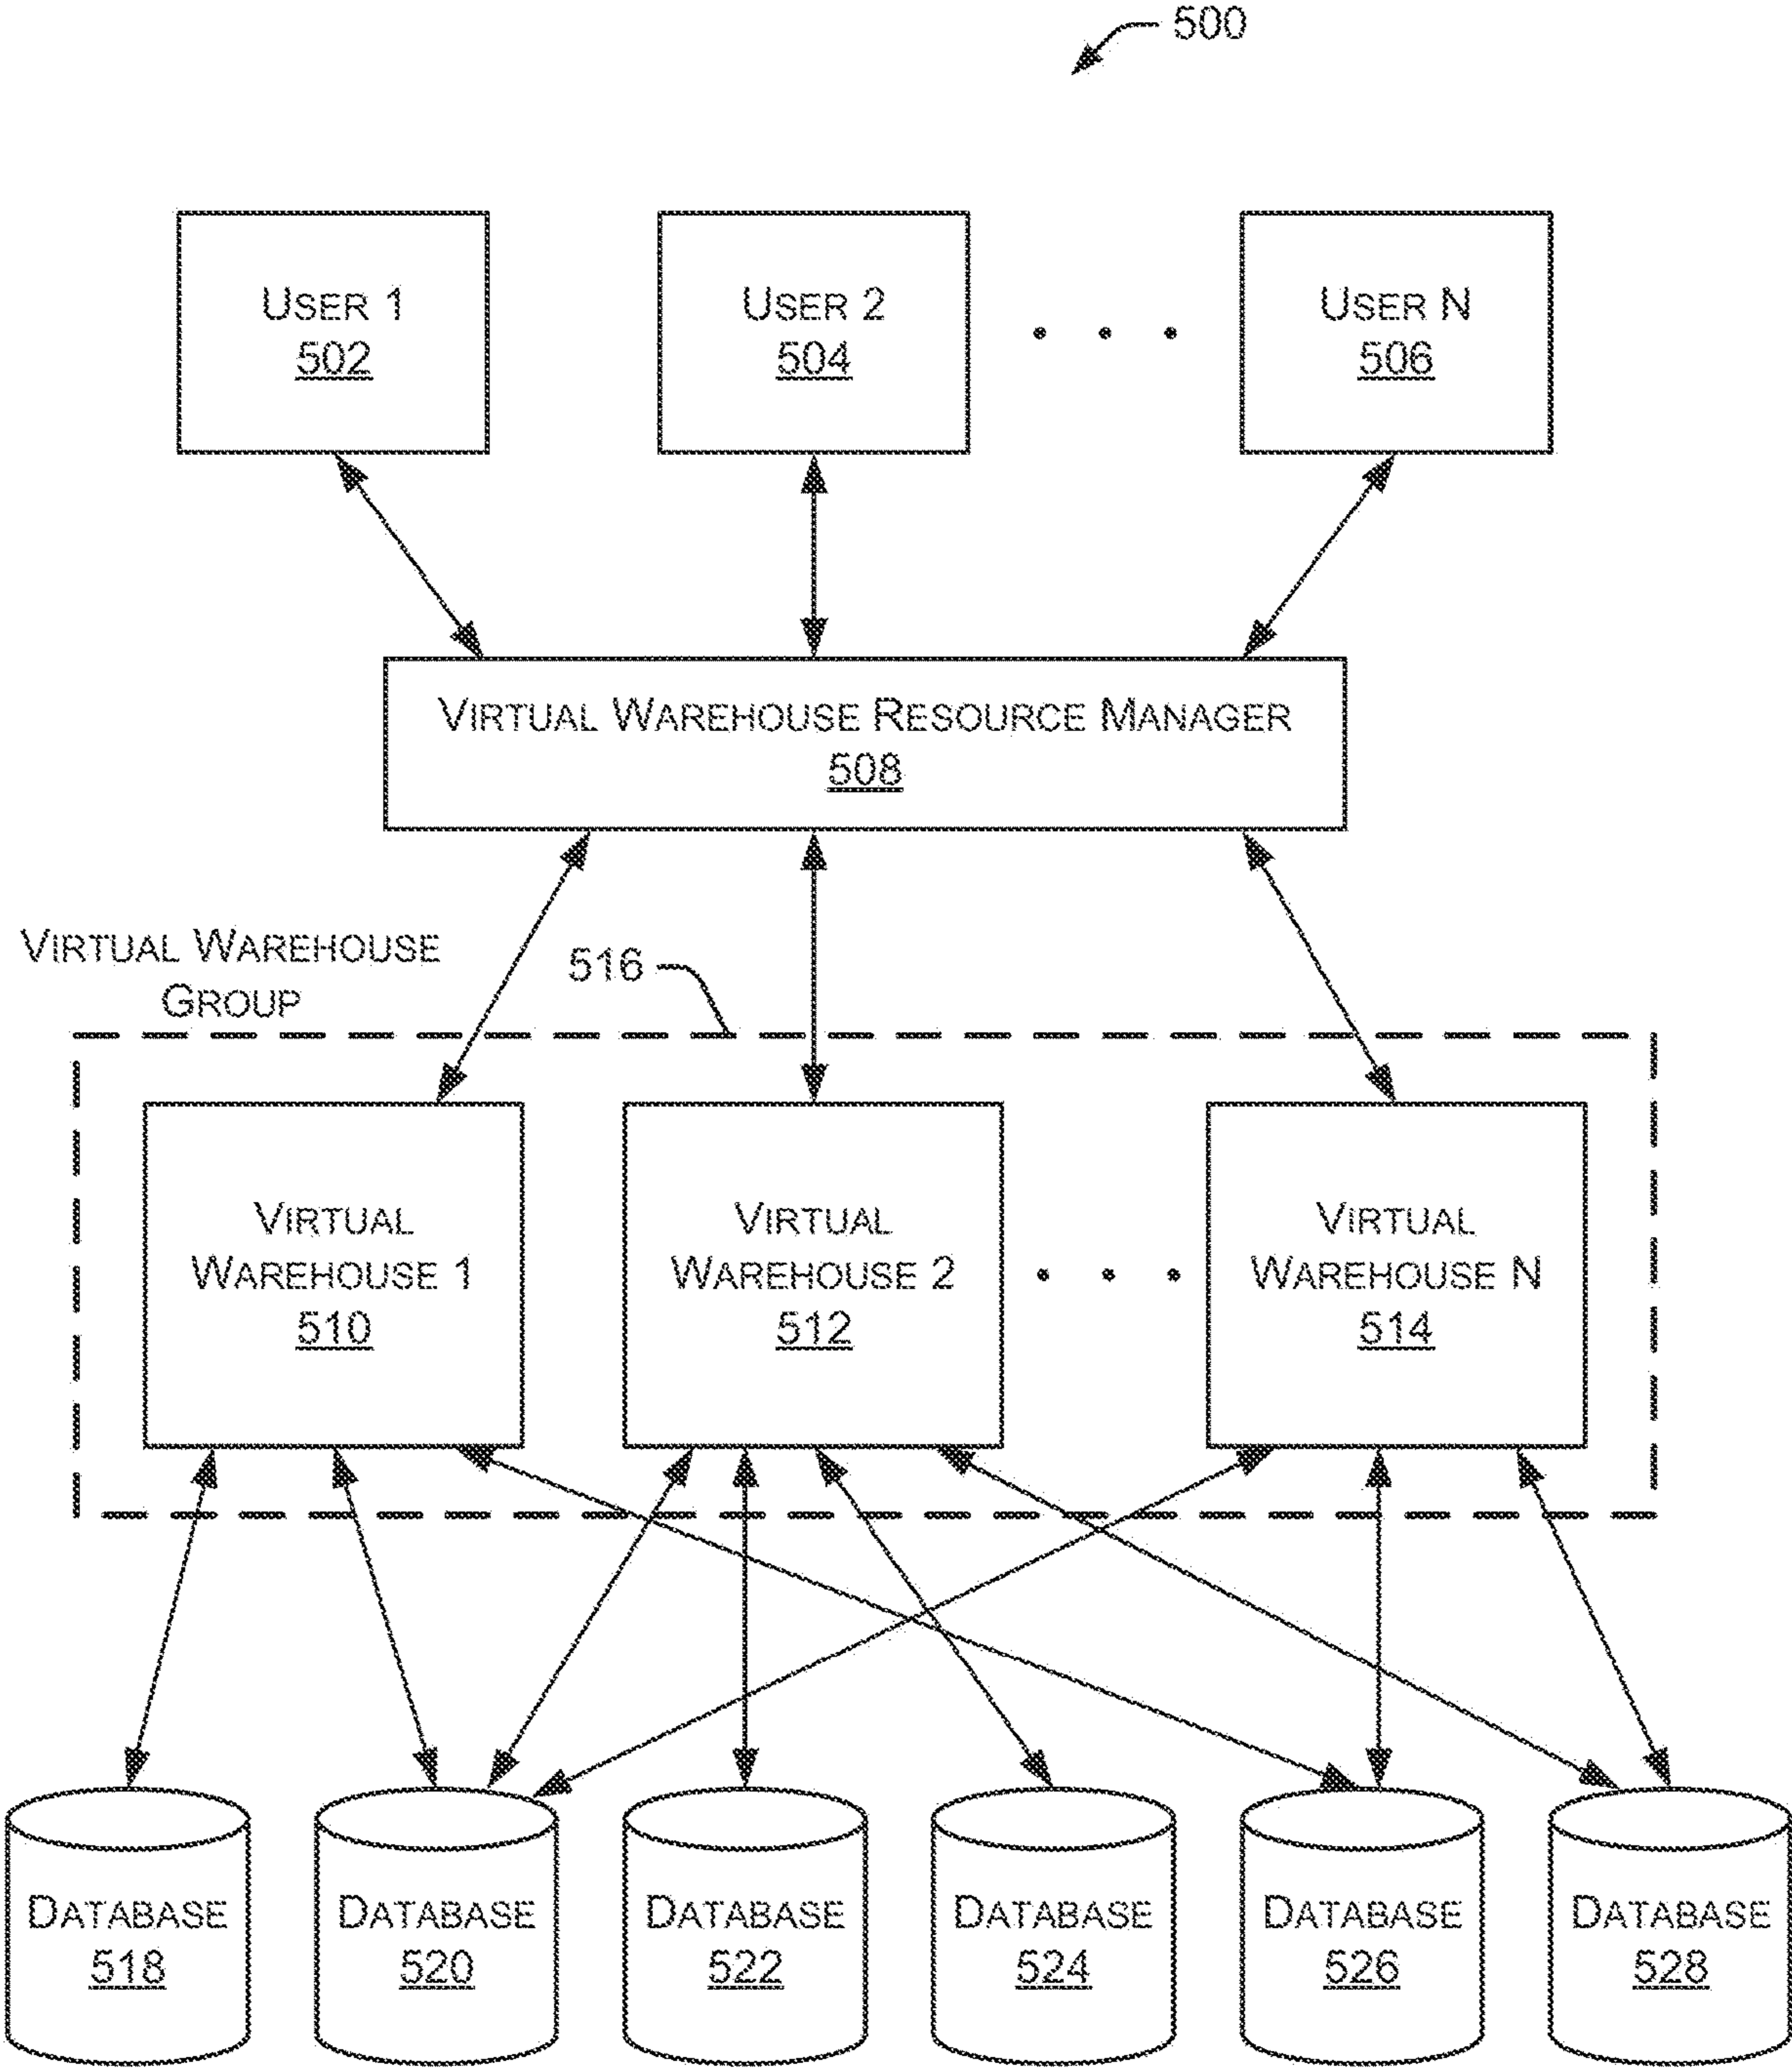 500
USER 1
502
USER 2
504
USER N
506
VIRTUAL WAREHOUSE RESOURCE MANAGER
508
VIRTUAL WAREHOUSE
GROUP
516
VIRTUAL
WAREHOUSE 1
510
VIRTUAL
WAREHOUSE 2
512
VIRTUAL
WAREHOUSE N
514
DATABASE
518
DATABASE
520
DATABASE
522
DATABASE
524
DATABASE
526
DATABASE
528